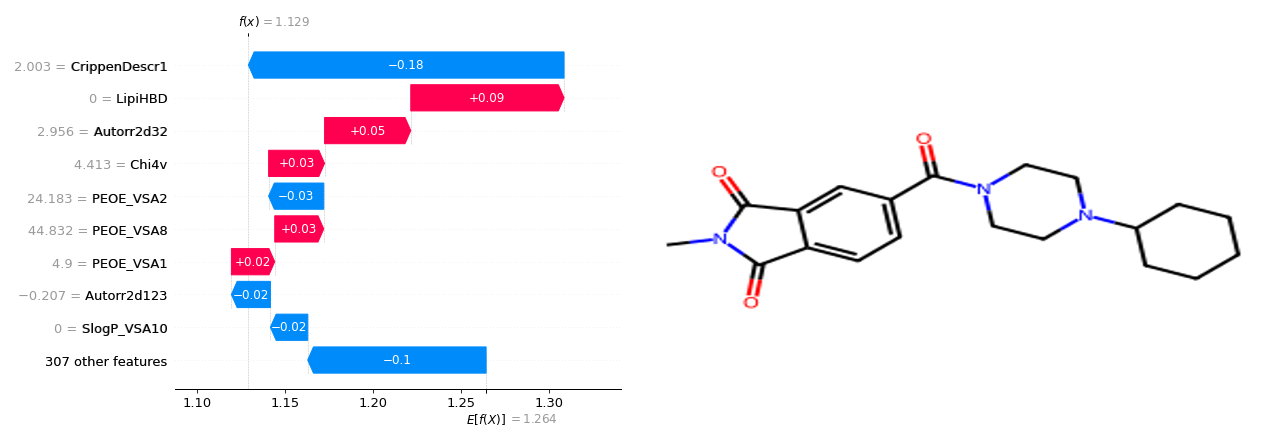 f(x) = 1.129
2.003 = CrippenDescr1
−0.18
0 = LipiHBD
+0.09
2.956 = Autorr2d32
+0.05
4.413 = Chi4v
+0.03
24.183 = PEOE_VSA2
−0.03
44.832 = PEOE_VSA8
+0.03
4.9 = PEOE_VSA1
+0.02
−0.207 = Autorr2d123
−0.02
0 = SlogP_VSA10
−0.02
307 other features
−0.1
1.10 1.15 1.20 1.25 1.30
E[f(X)] = 1.264
O
O
N
N
N
O